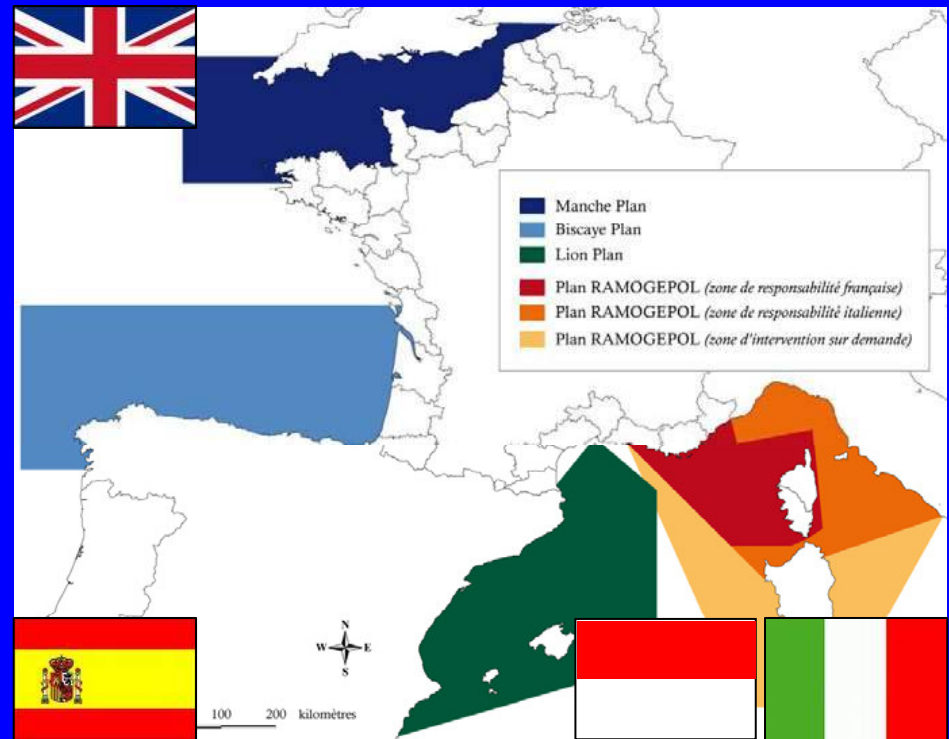 Manche Plan
Biscaye Plan
Lion Plan
Plan RAMOGEPOL (zone de responsabilité française)
Plan RAMOGEPOL (zone de responsabilité italienne)
Plan RAMOGEPOL (zone d'intervention sur demande)
N
W E
S
100 200 kilomètres